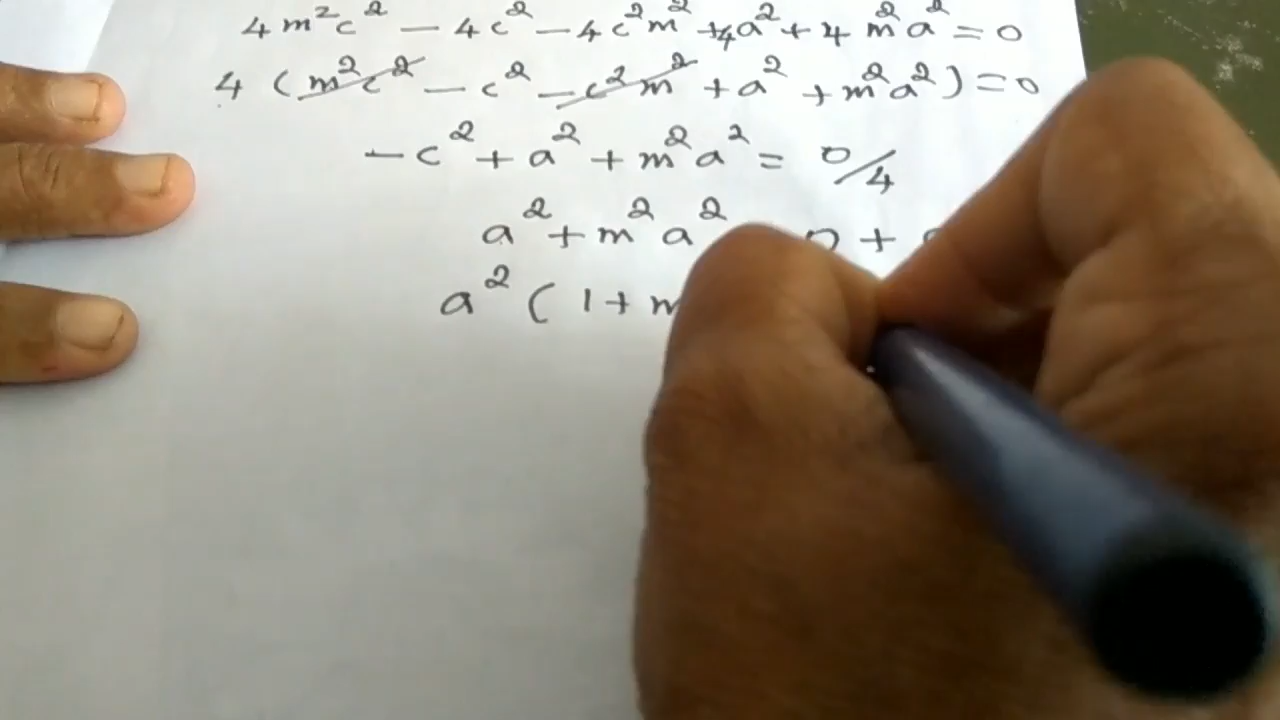 4m²c² - 4c² - 4c²m² + 4a² + 4m²a² = 0
4 (m²c² - c² - c²m² + a² + m²a²) = 0
-c² + a² + m²a² = 0/4
a² + m²a² 0 +
a² ( 1 +